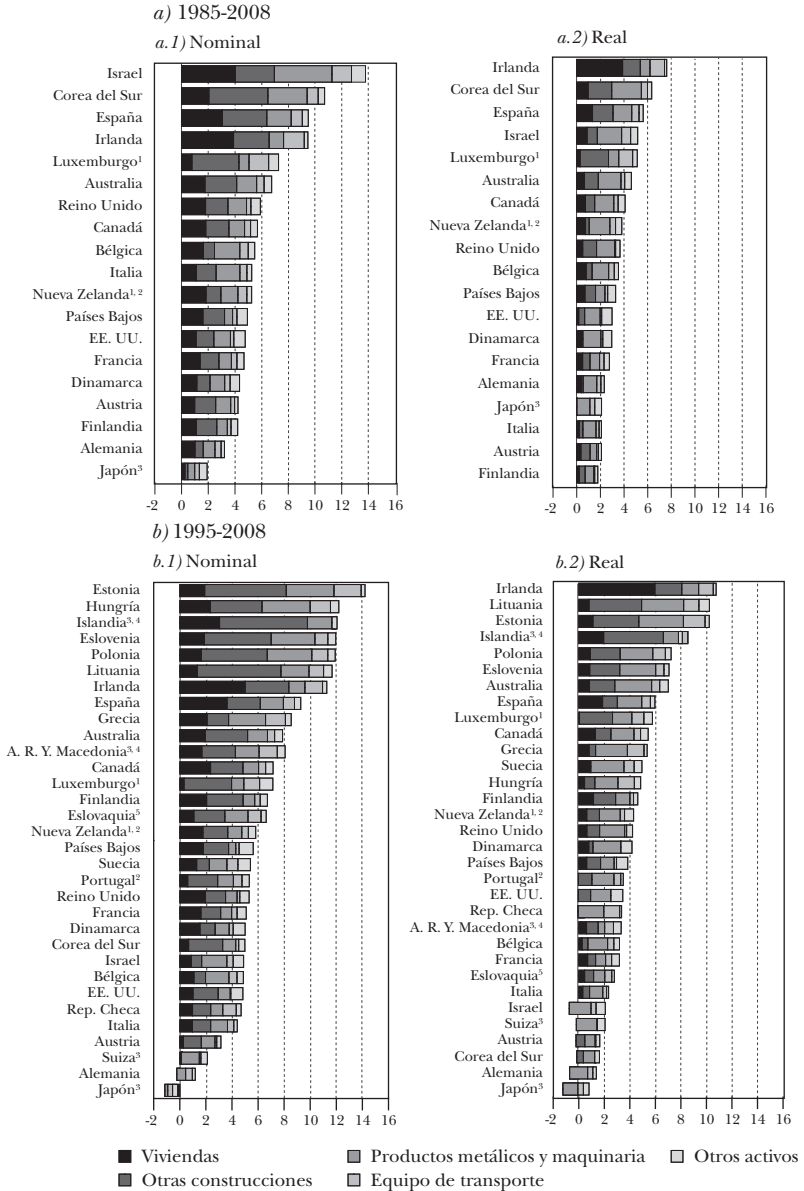 a) 1985-2008
a.1) Nominal
Israel
Corea del Sur
España
Irlanda
Luxemburgo¹
Australia
Reino Unido
Canadá
Bélgica
Italia
Nueva Zelanda¹, ²
Países Bajos
EE. UU.
Francia
Dinamarca
Austria
Finlandia
Alemania
Japón³
-2 0 2 4 6 8 10 12 14 16
a.2) Real
Irlanda
Corea del Sur
España
Israel
Luxemburgo¹
Australia
Canadá
Nueva Zelanda¹, ²
Reino Unido
Bélgica
Países Bajos
EE. UU.
Dinamarca
Francia
Alemania
Japón³
Italia
Austria
Finlandia
-2 0 2 4 6 8 10 12 14 16
b) 1995-2008
b.1) Nominal
Estonia
Hungría
Islandia³, ⁴
Eslovenia
Polonia
Lituania
Irlanda
España
Grecia
Australia
A. R. Y. Macedonia³, ⁴
Canadá
Luxemburgo¹
Finlandia
Eslovaquia⁵
Nueva Zelanda¹, ²
Países Bajos
Suecia
Portugal²
Reino Unido
Francia
Dinamarca
Corea del Sur
Israel
Bélgica
EE. UU.
Rep. Checa
Italia
Austria
Suiza³
Alemania
Japón³
-2 0 2 4 6 8 10 12 14 16
b.2) Real
Irlanda
Lituania
Estonia
Islandia³, ⁴
Polonia
Eslovenia
Australia
España
Luxemburgo¹
Canadá
Grecia
Suecia
Hungría
Finlandia
Nueva Zelanda¹, ²
Reino Unido
Dinamarca
Países Bajos
Portugal²
EE. UU.
Rep. Checa
A. R. Y. Macedonia³, ⁴
Bélgica
Francia
Eslovaquia⁵
Italia
Israel
Suiza³
Austria
Corea del Sur
Alemania
Japón³
-2 0 2 4 6 8 10 12 14 16
Viviendas
Productos metálicos y maquinaria
Otros activos
Otras construcciones
Equipo de transporte